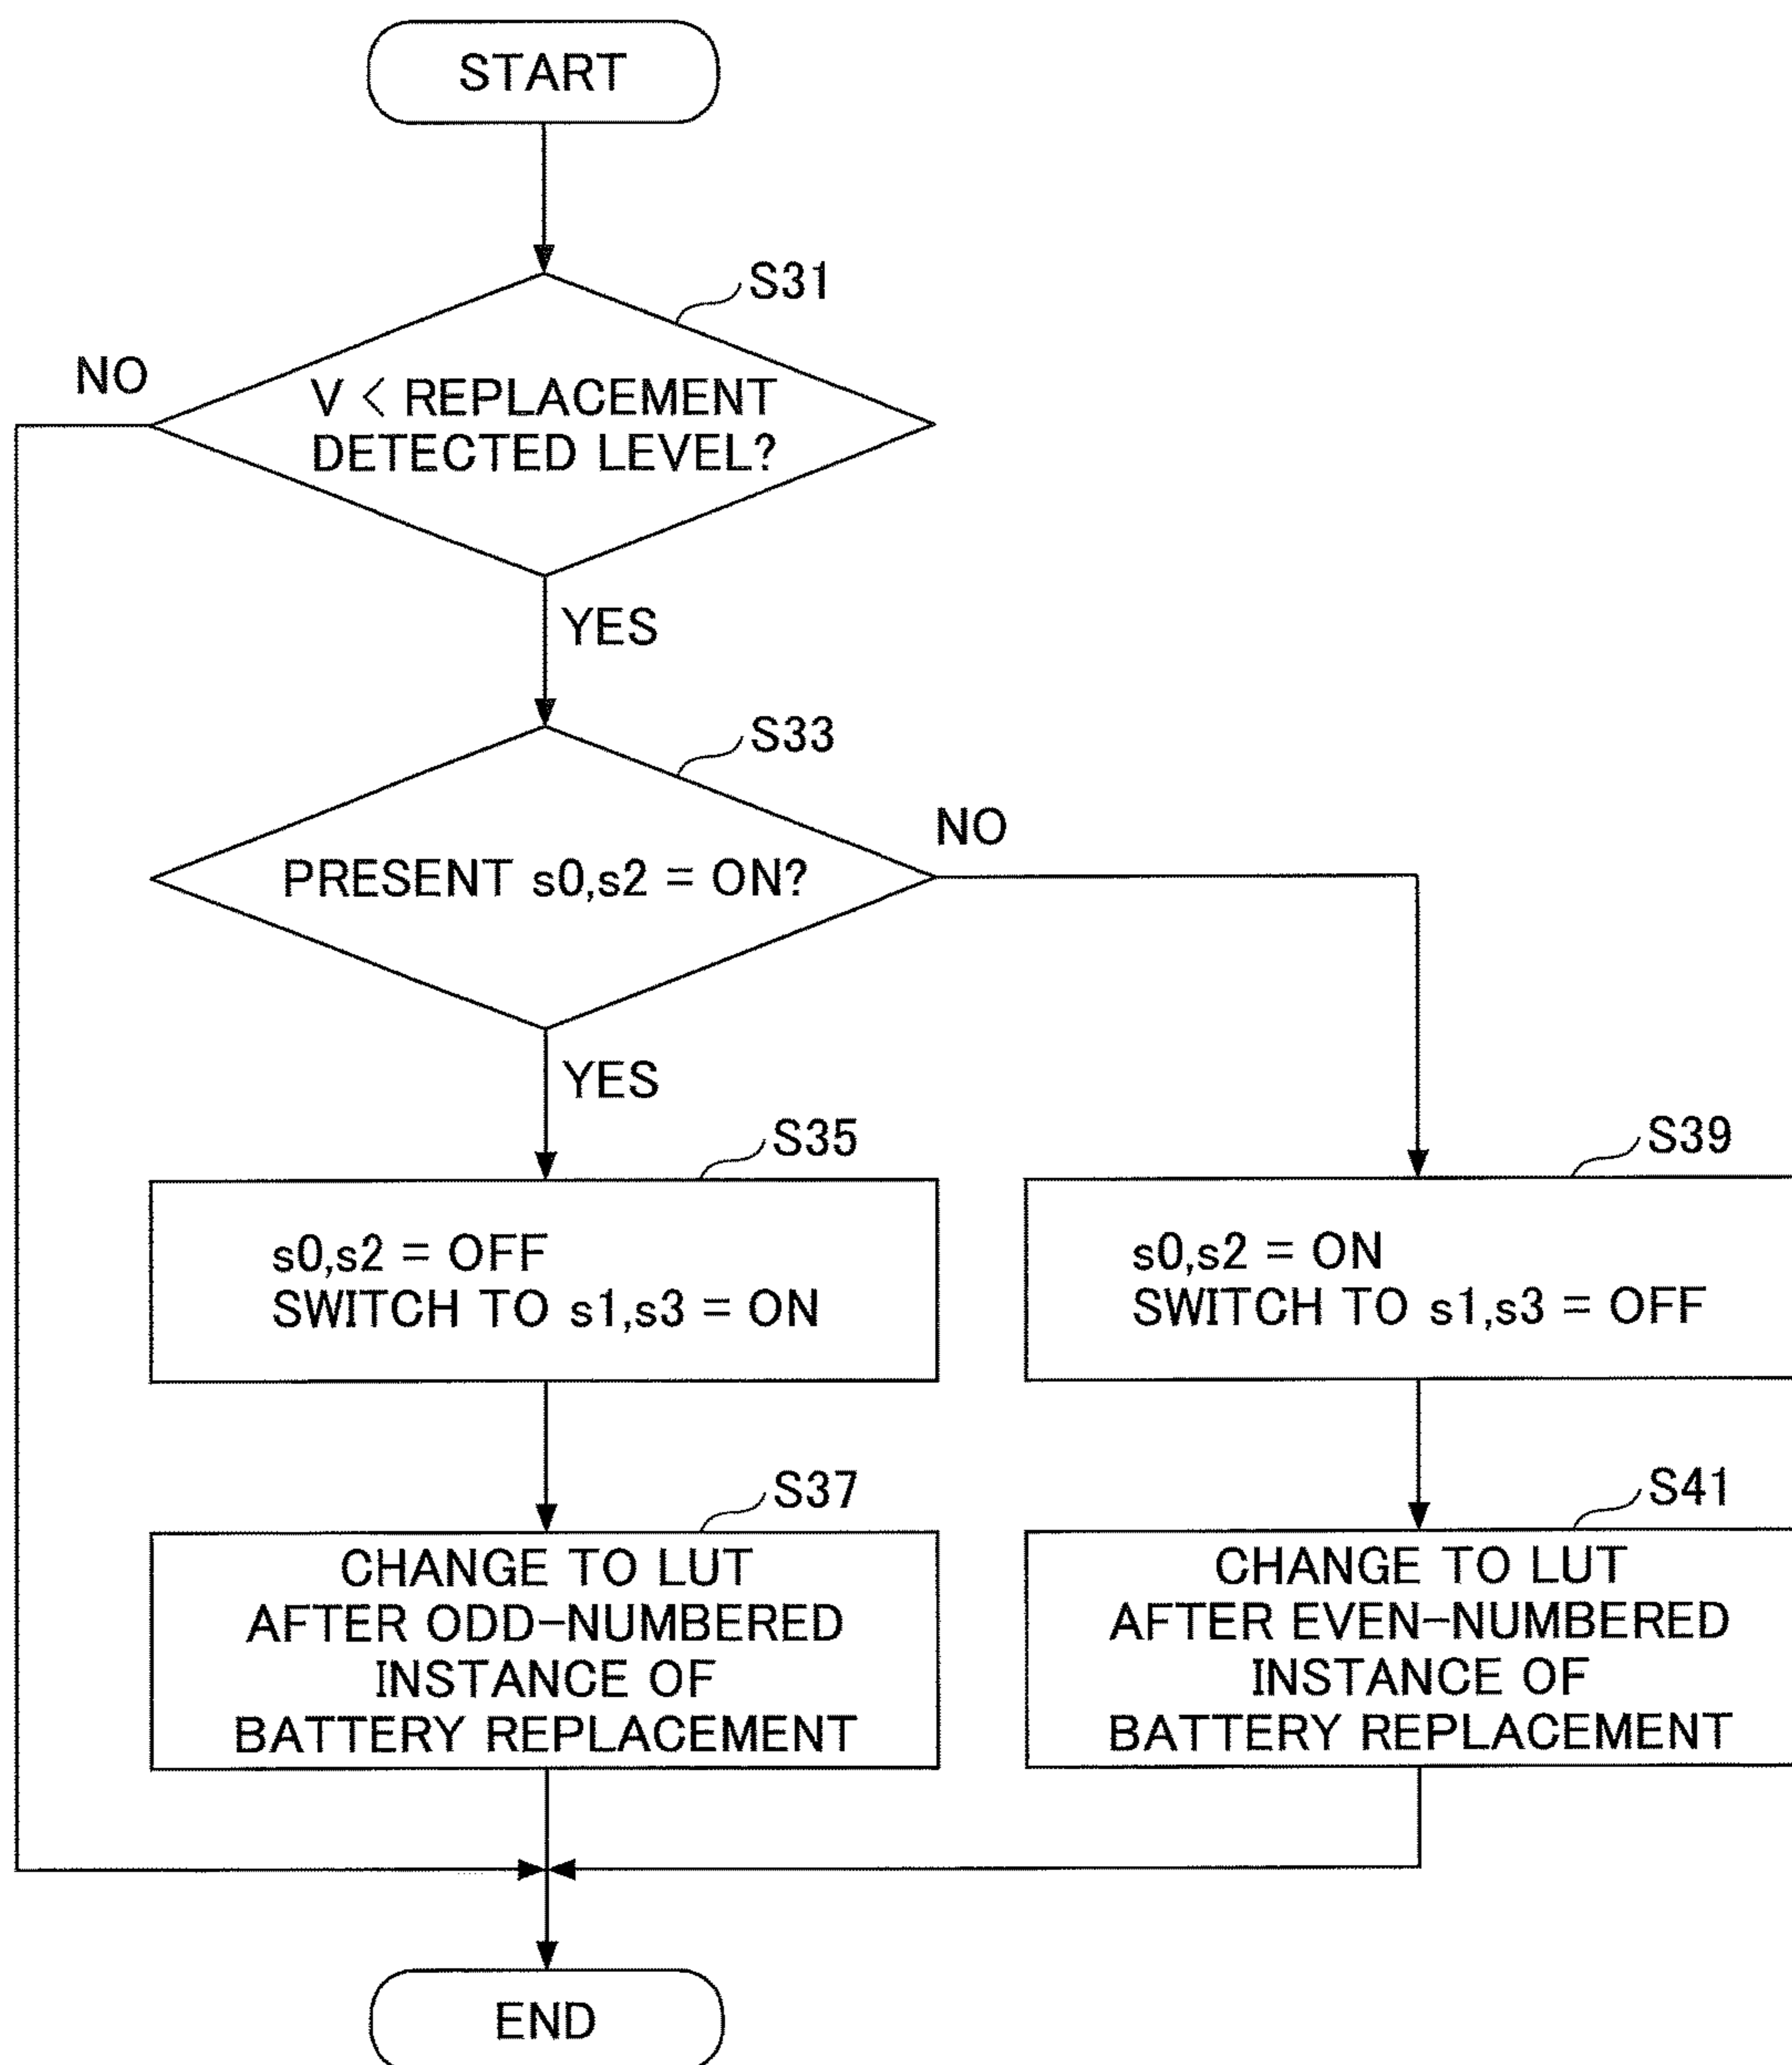 START
S31
NO
V < REPLACEMENT
DETECTED LEVEL?
YES
S33
NO
PRESENT s0,s2 = ON?
YES
S35
s0,s2 = OFF
SWITCH TO s1,s3 = ON
S39
s0,s2 = ON
SWITCH TO s1,s3 = OFF
S37
CHANGE TO LUT
AFTER ODD-NUMBERED
INSTANCE OF
BATTERY REPLACEMENT
S41
CHANGE TO LUT
AFTER EVEN-NUMBERED
INSTANCE OF
BATTERY REPLACEMENT
END